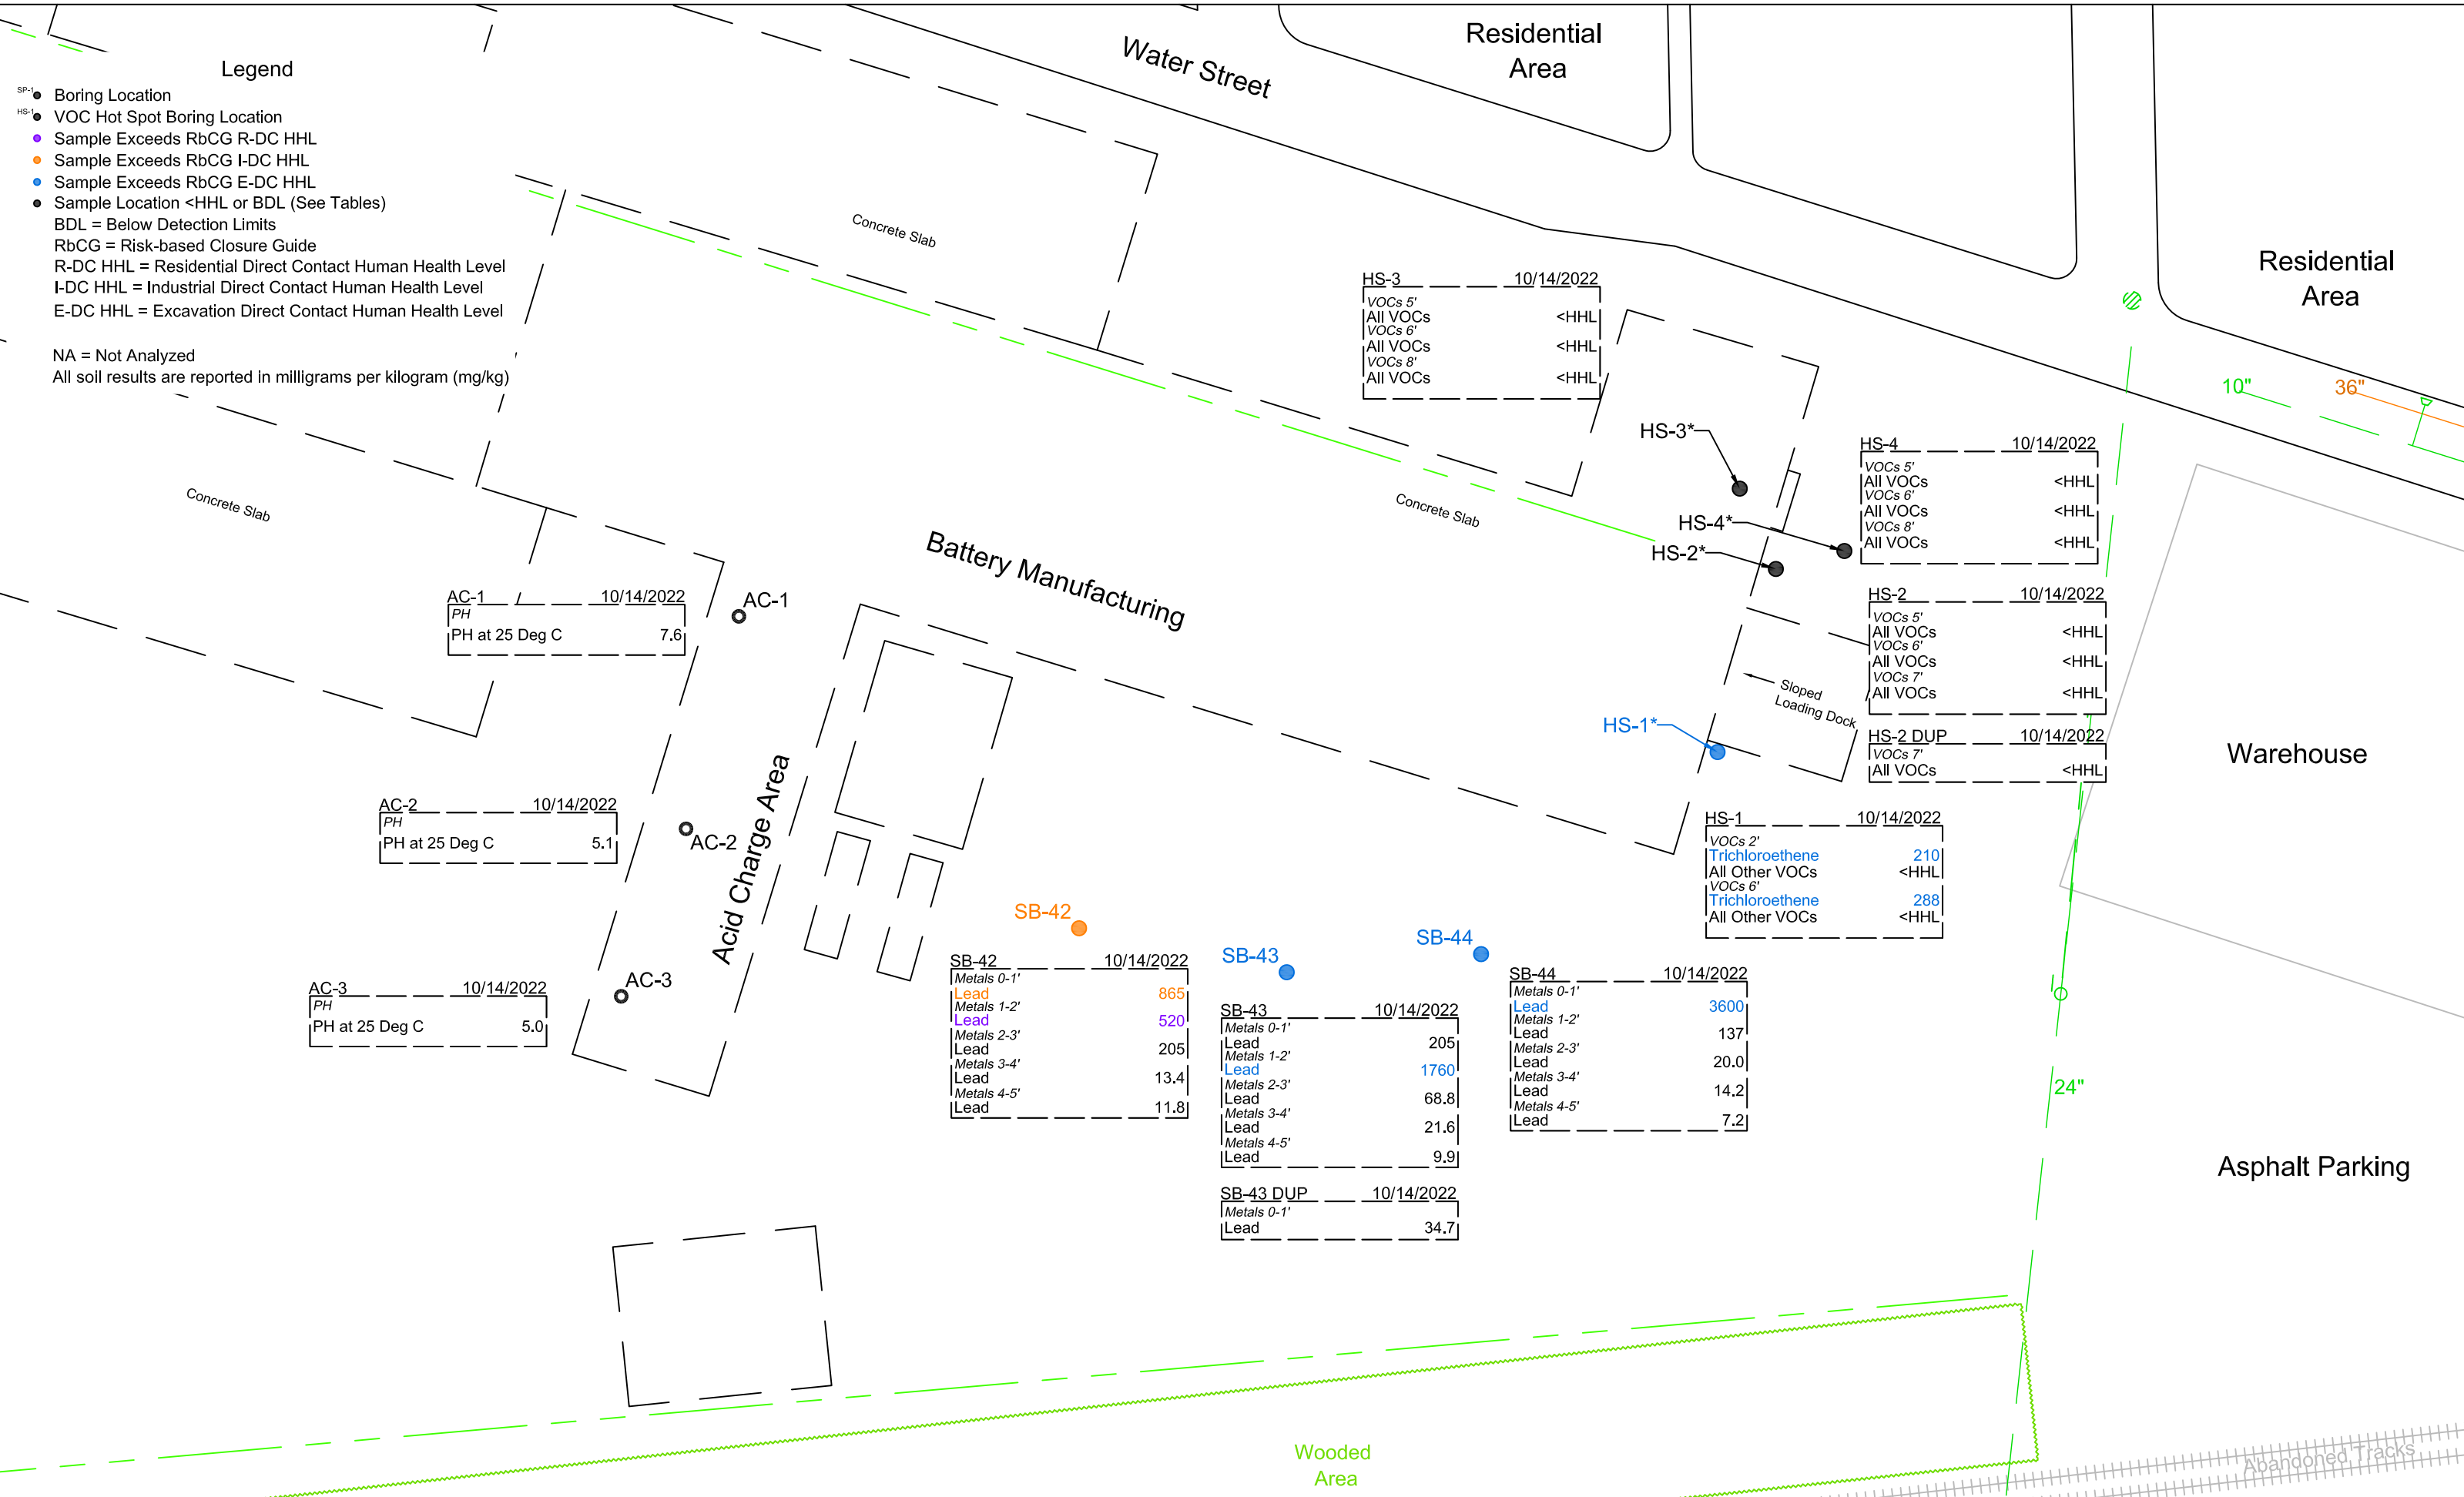 Legend
SP-1 Boring Location
HS-1 VOC Hot Spot Boring Location
Sample Exceeds RbCG R-DC HHL
Sample Exceeds RbCG I-DC HHL
Sample Exceeds RbCG E-DC HHL
Sample Location <HHL or BDL (See Tables)
BDL = Below Detection Limits
RbCG = Risk-based Closure Guide
R-DC HHL = Residential Direct Contact Human Health Level
I-DC HHL = Industrial Direct Contact Human Health Level
E-DC HHL = Excavation Direct Contact Human Health Level
NA = Not Analyzed
All soil results are reported in milligrams per kilogram (mg/kg)
Water Street
Residential
Area
Residential
Area
Concrete Slab
Concrete Slab
Concrete Slab
Battery Manufacturing
10"
36"
HS-3 10/14/2022
VOCs 5'
All VOCs <HHL
VOCs 6'
All VOCs <HHL
VOCs 8'
All VOCs <HHL
HS-3*
HS-4*
HS-2*
HS-4 10/14/2022
VOCs 5'
All VOCs <HHL
VOCs 6'
All VOCs <HHL
VOCs 8'
All VOCs <HHL
HS-2 10/14/2022
VOCs 5'
All VOCs <HHL
VOCs 6'
All VOCs <HHL
VOCs 7'
All VOCs <HHL
HS-2 DUP 10/14/2022
VOCs 7'
All VOCs <HHL
Sloped
Loading Dock
HS-1*
Warehouse
HS-1 10/14/2022
VOCs 2'
Trichloroethene 210
All Other VOCs <HHL
VOCs 6'
Trichloroethene 288
All Other VOCs <HHL
AC-1 10/14/2022
PH
PH at 25 Deg C 7.6
AC-1
AC-2 10/14/2022
PH
PH at 25 Deg C 5.1
AC-2
Acid Charge Area
AC-3 10/14/2022
PH
PH at 25 Deg C 5.0
AC-3
SB-42
SB-42 10/14/2022
Metals 0-1'
Lead 865
Metals 1-2'
Lead 520
Metals 2-3'
Lead 205
Metals 3-4'
Lead 13.4
Metals 4-5'
Lead 11.8
SB-43
SB-43 10/14/2022
Metals 0-1'
Lead 205
Metals 1-2'
Lead 1760
Metals 2-3'
Lead 68.8
Metals 3-4'
Lead 21.6
Metals 4-5'
Lead 9.9
SB-43 DUP 10/14/2022
Metals 0-1'
Lead 34.7
SB-44
SB-44 10/14/2022
Metals 0-1'
Lead 3600
Metals 1-2'
Lead 137
Metals 2-3'
Lead 20.0
Metals 3-4'
Lead 14.2
Metals 4-5'
Lead 7.2
24"
Asphalt Parking
Wooded
Area
Abandoned Tracks